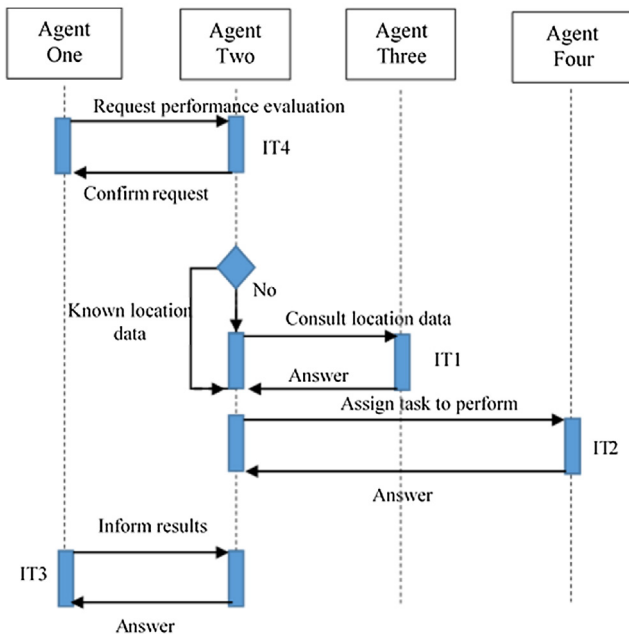 Agent
One
Agent
Two
Agent
Three
Agent
Four
Request performance evaluation
IT4
Confirm request
No
Known location
data
Consult location data
IT1
Answer
Assign task to perform
IT2
Answer
Inform results
IT3
Answer